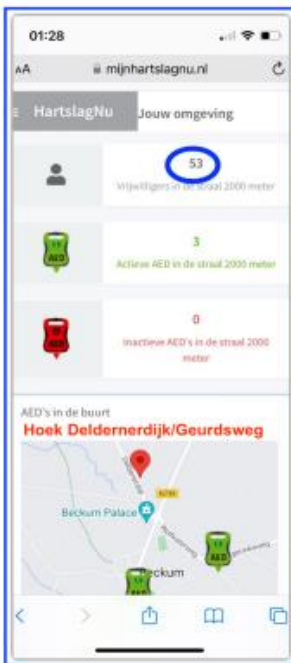 01:28
AA
mijnhartslagnu.nl
HartslagNu
Jouw omgeving
53
Vrijwilligers in de straal 2000 meter
3
Actieve AED in de straal 2000 meter
0
Inactieve AED's in de straal 2000
meter
AED's in de buurt
Hoek Deldernerdijk/Geurdsweg
Beckum Palace
AED
Beckum
AED